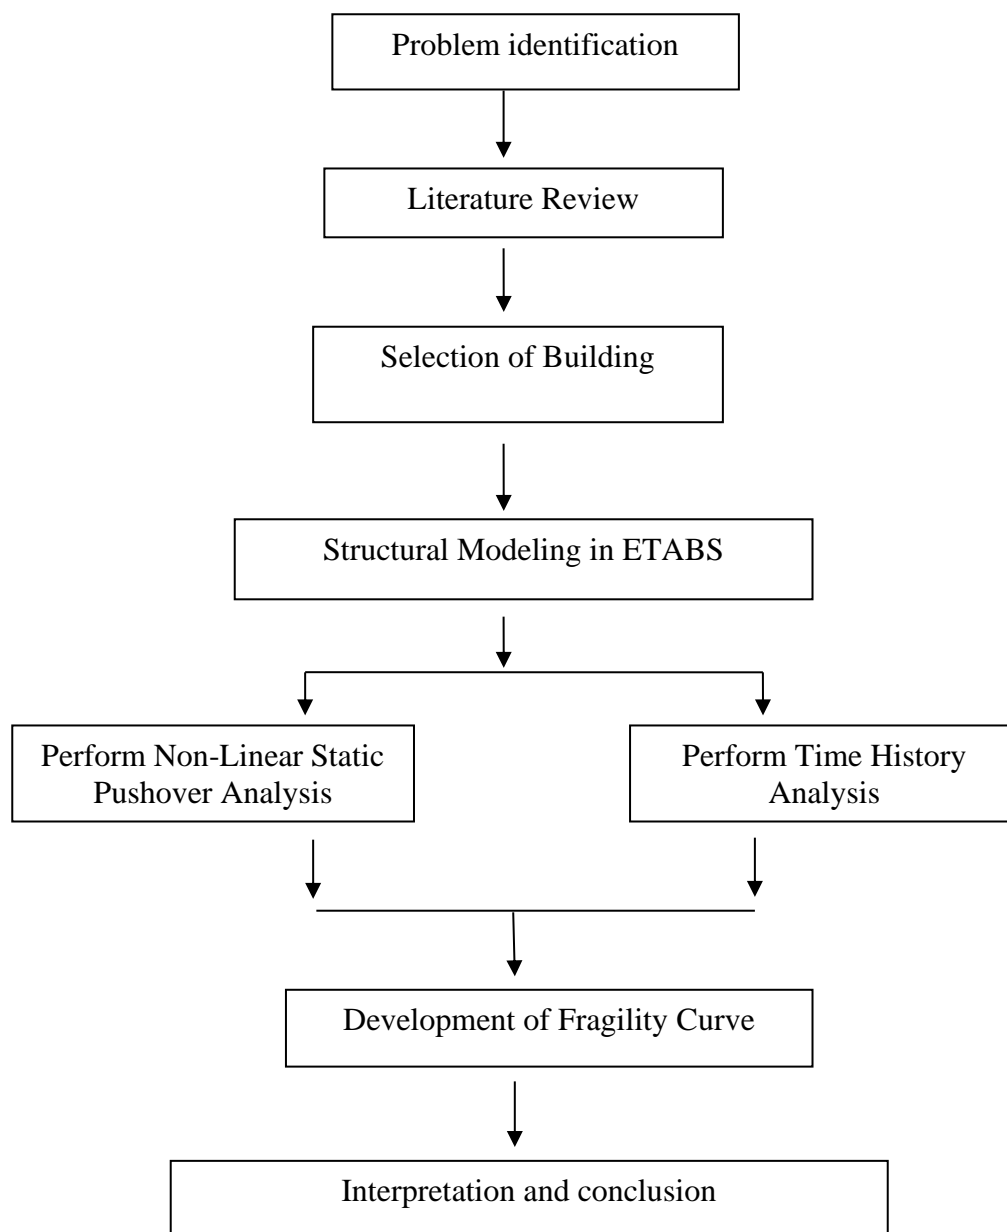 Problem identification
Literature Review
Selection of Building
Structural Modeling in ETABS
Perform Non-Linear Static
Pushover Analysis
Perform Time History
Analysis
Development of Fragility Curve
Interpretation and conclusion